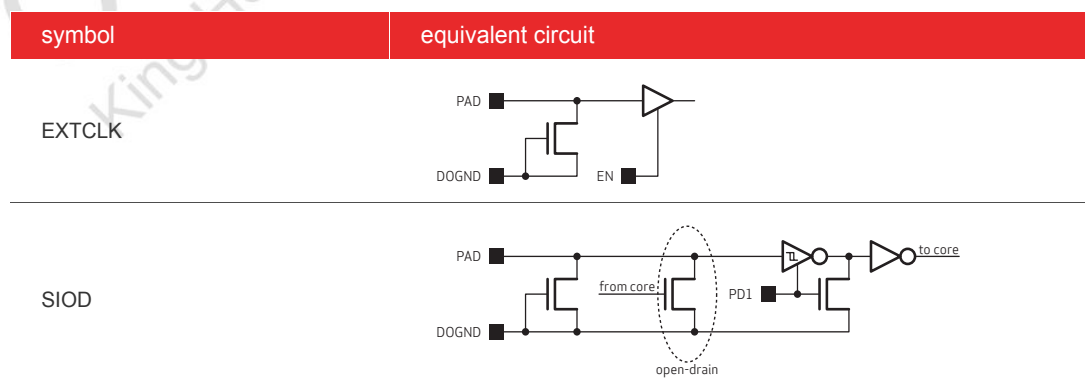 symbol equivalent circuit
EXTCLK
PAD
DOGND
EN
SIOD
PAD
to core
from core
PD1
DOGND
open-drain